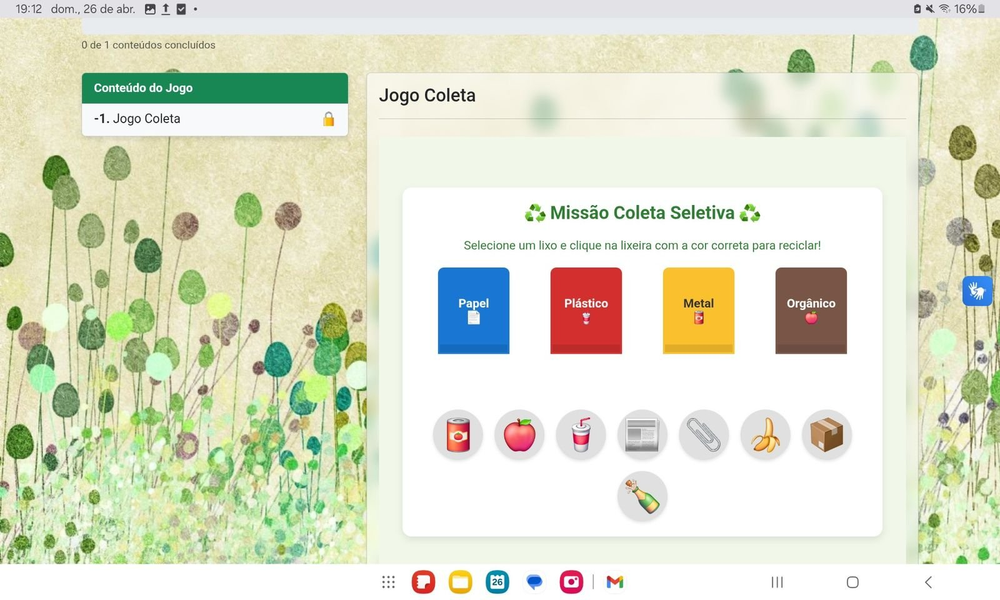 19:12 dom., 26 de abr.
16%
0 de 1 conteúdos concluídos
Conteúdo do Jogo
-1. Jogo Coleta
Jogo Coleta
Missão Coleta Seletiva
Selecione um lixo e clique na lixeira com a cor correta para reciclar!
Papel
Plástico
Metal
Orgânico
26